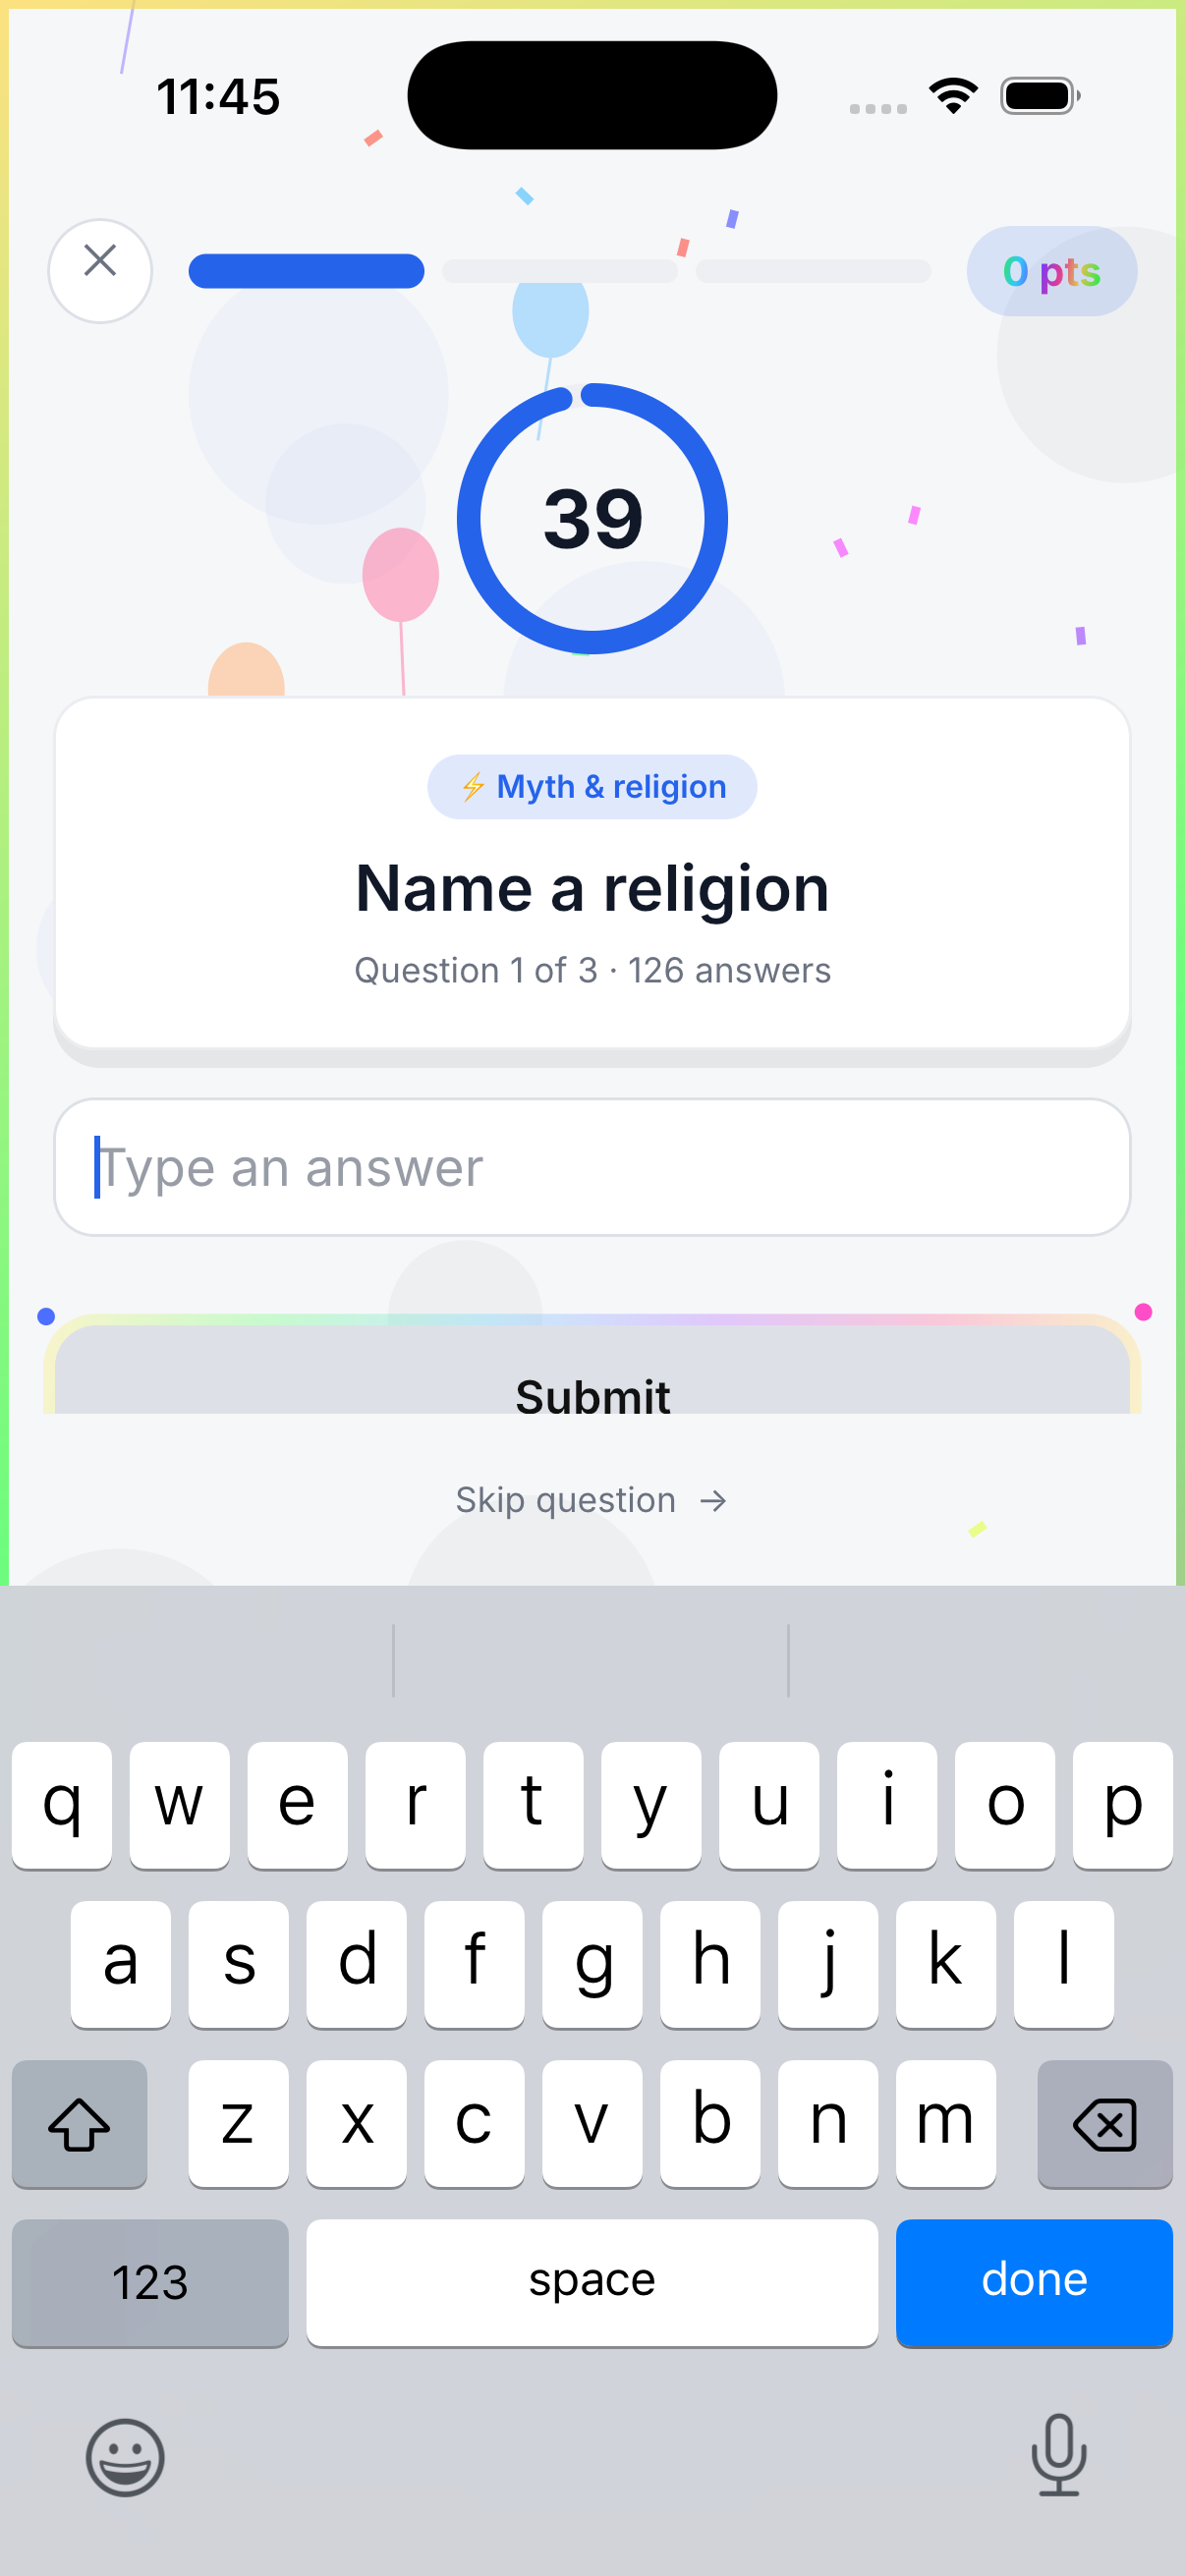 11:45
0 pts
39
⚡ Myth & religion
Name a religion
Question 1 of 3 · 126 answers
Type an answer
Submit
Skip question →
q w e r t y u i o p
a s d f g h j k l
z x c v b n m
123 space done